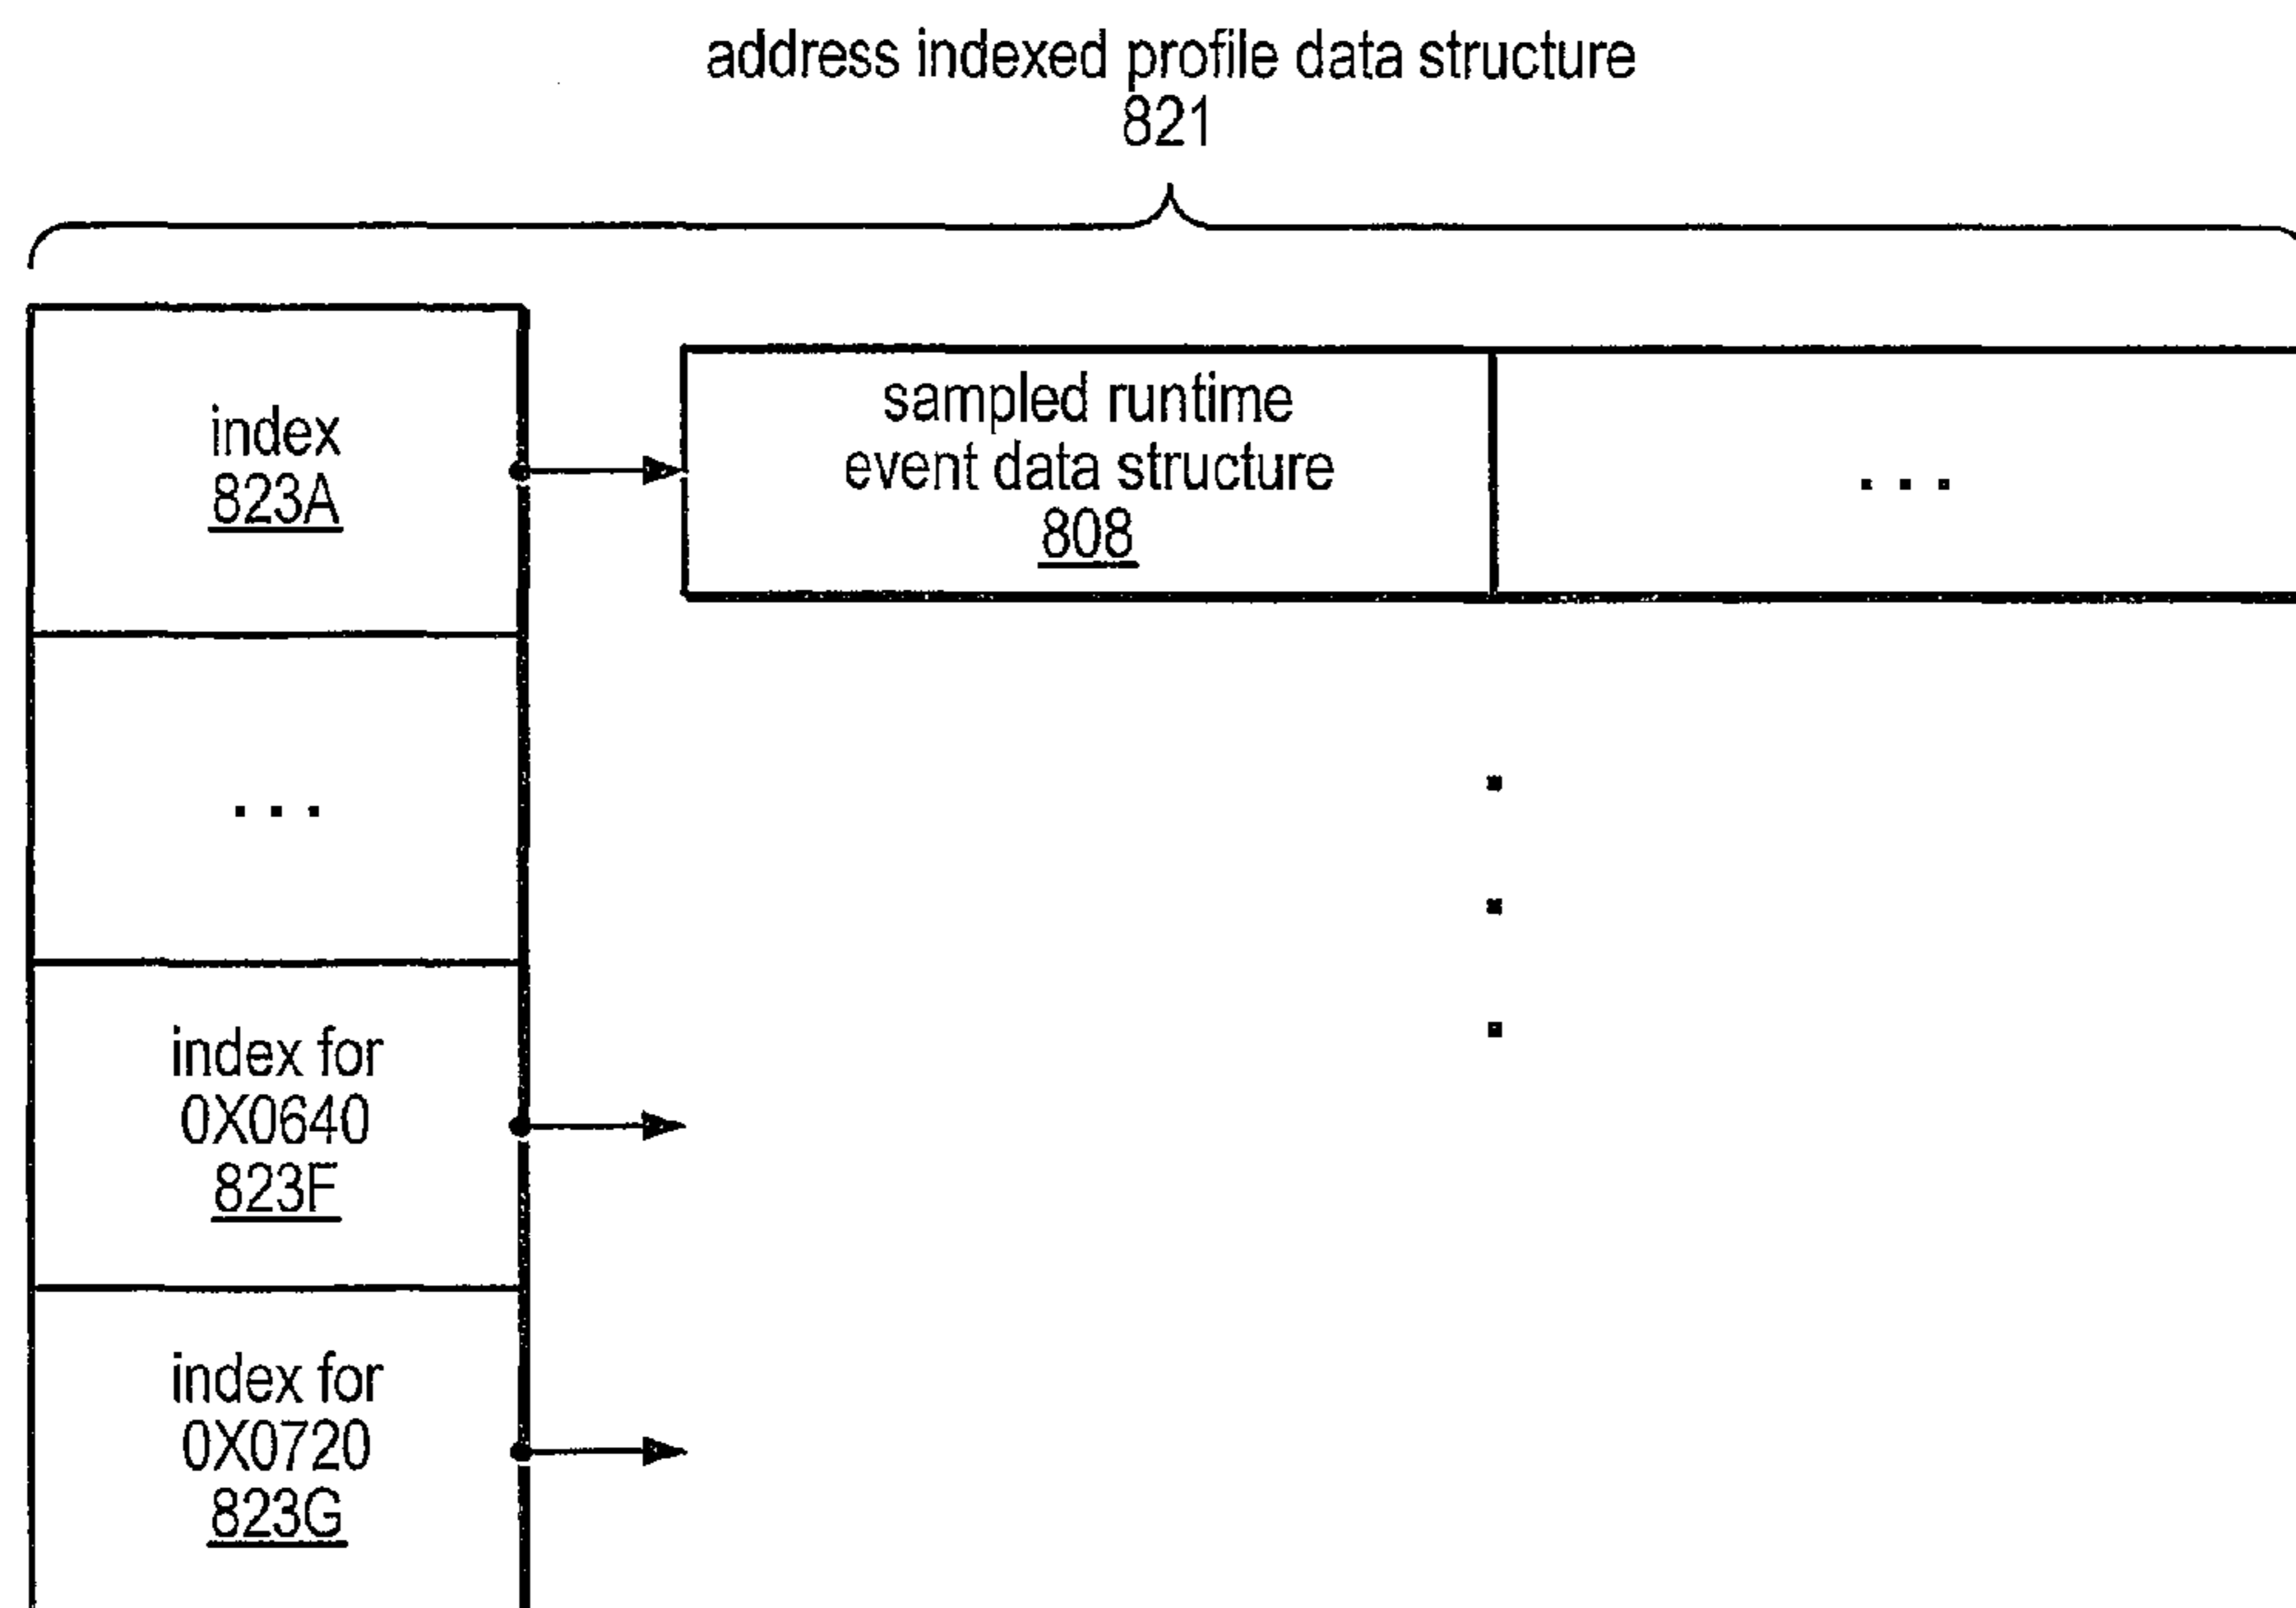 address indexed profile data structure
821
index
823A
sampled runtime
event data structure
808
...
...
index for
0X0640
823F
index for
0X0720
823G